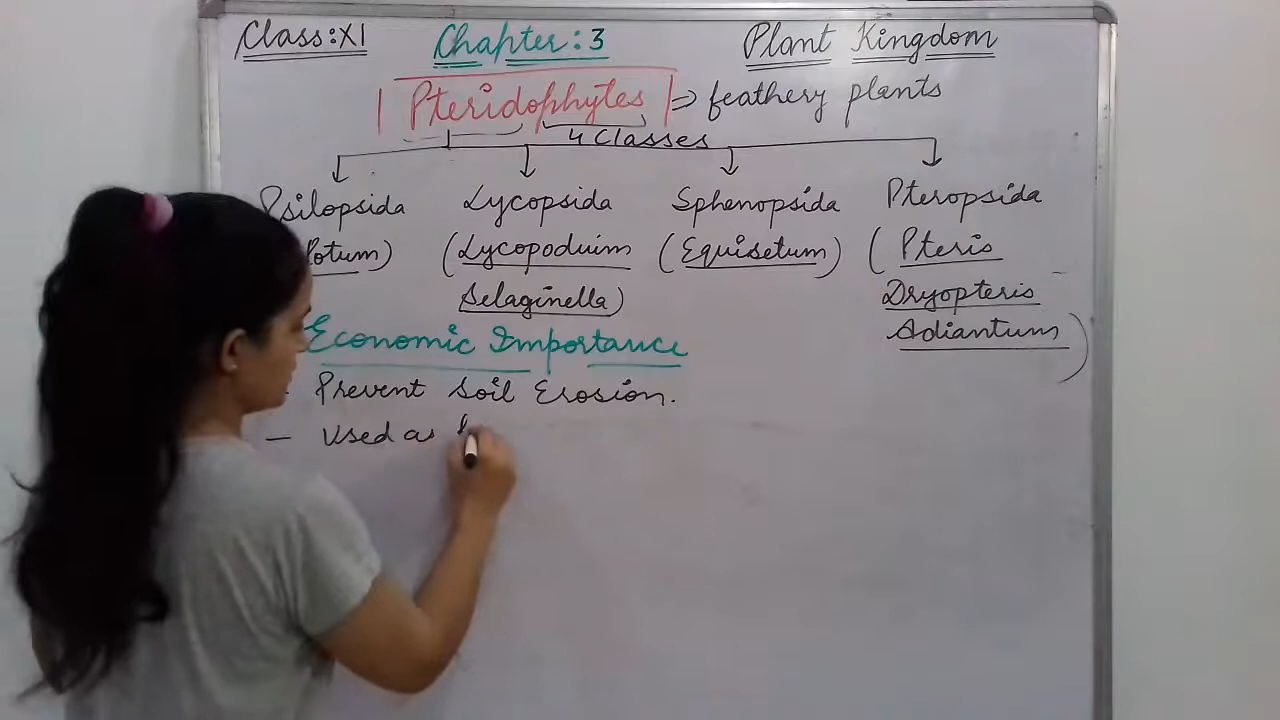 Class:XI Chapter:3 Plant Kingdom
Pteridophytes => feathery plants
4 Classes
Psilopsida Lycopsida Sphenopsida Pteropsida
(Lycopoduim (Equisetum) (Pteris
Selaginella) Dryopteris
Economic Importance Adiantum)
- Prevent Soil Erosion.
- Used as